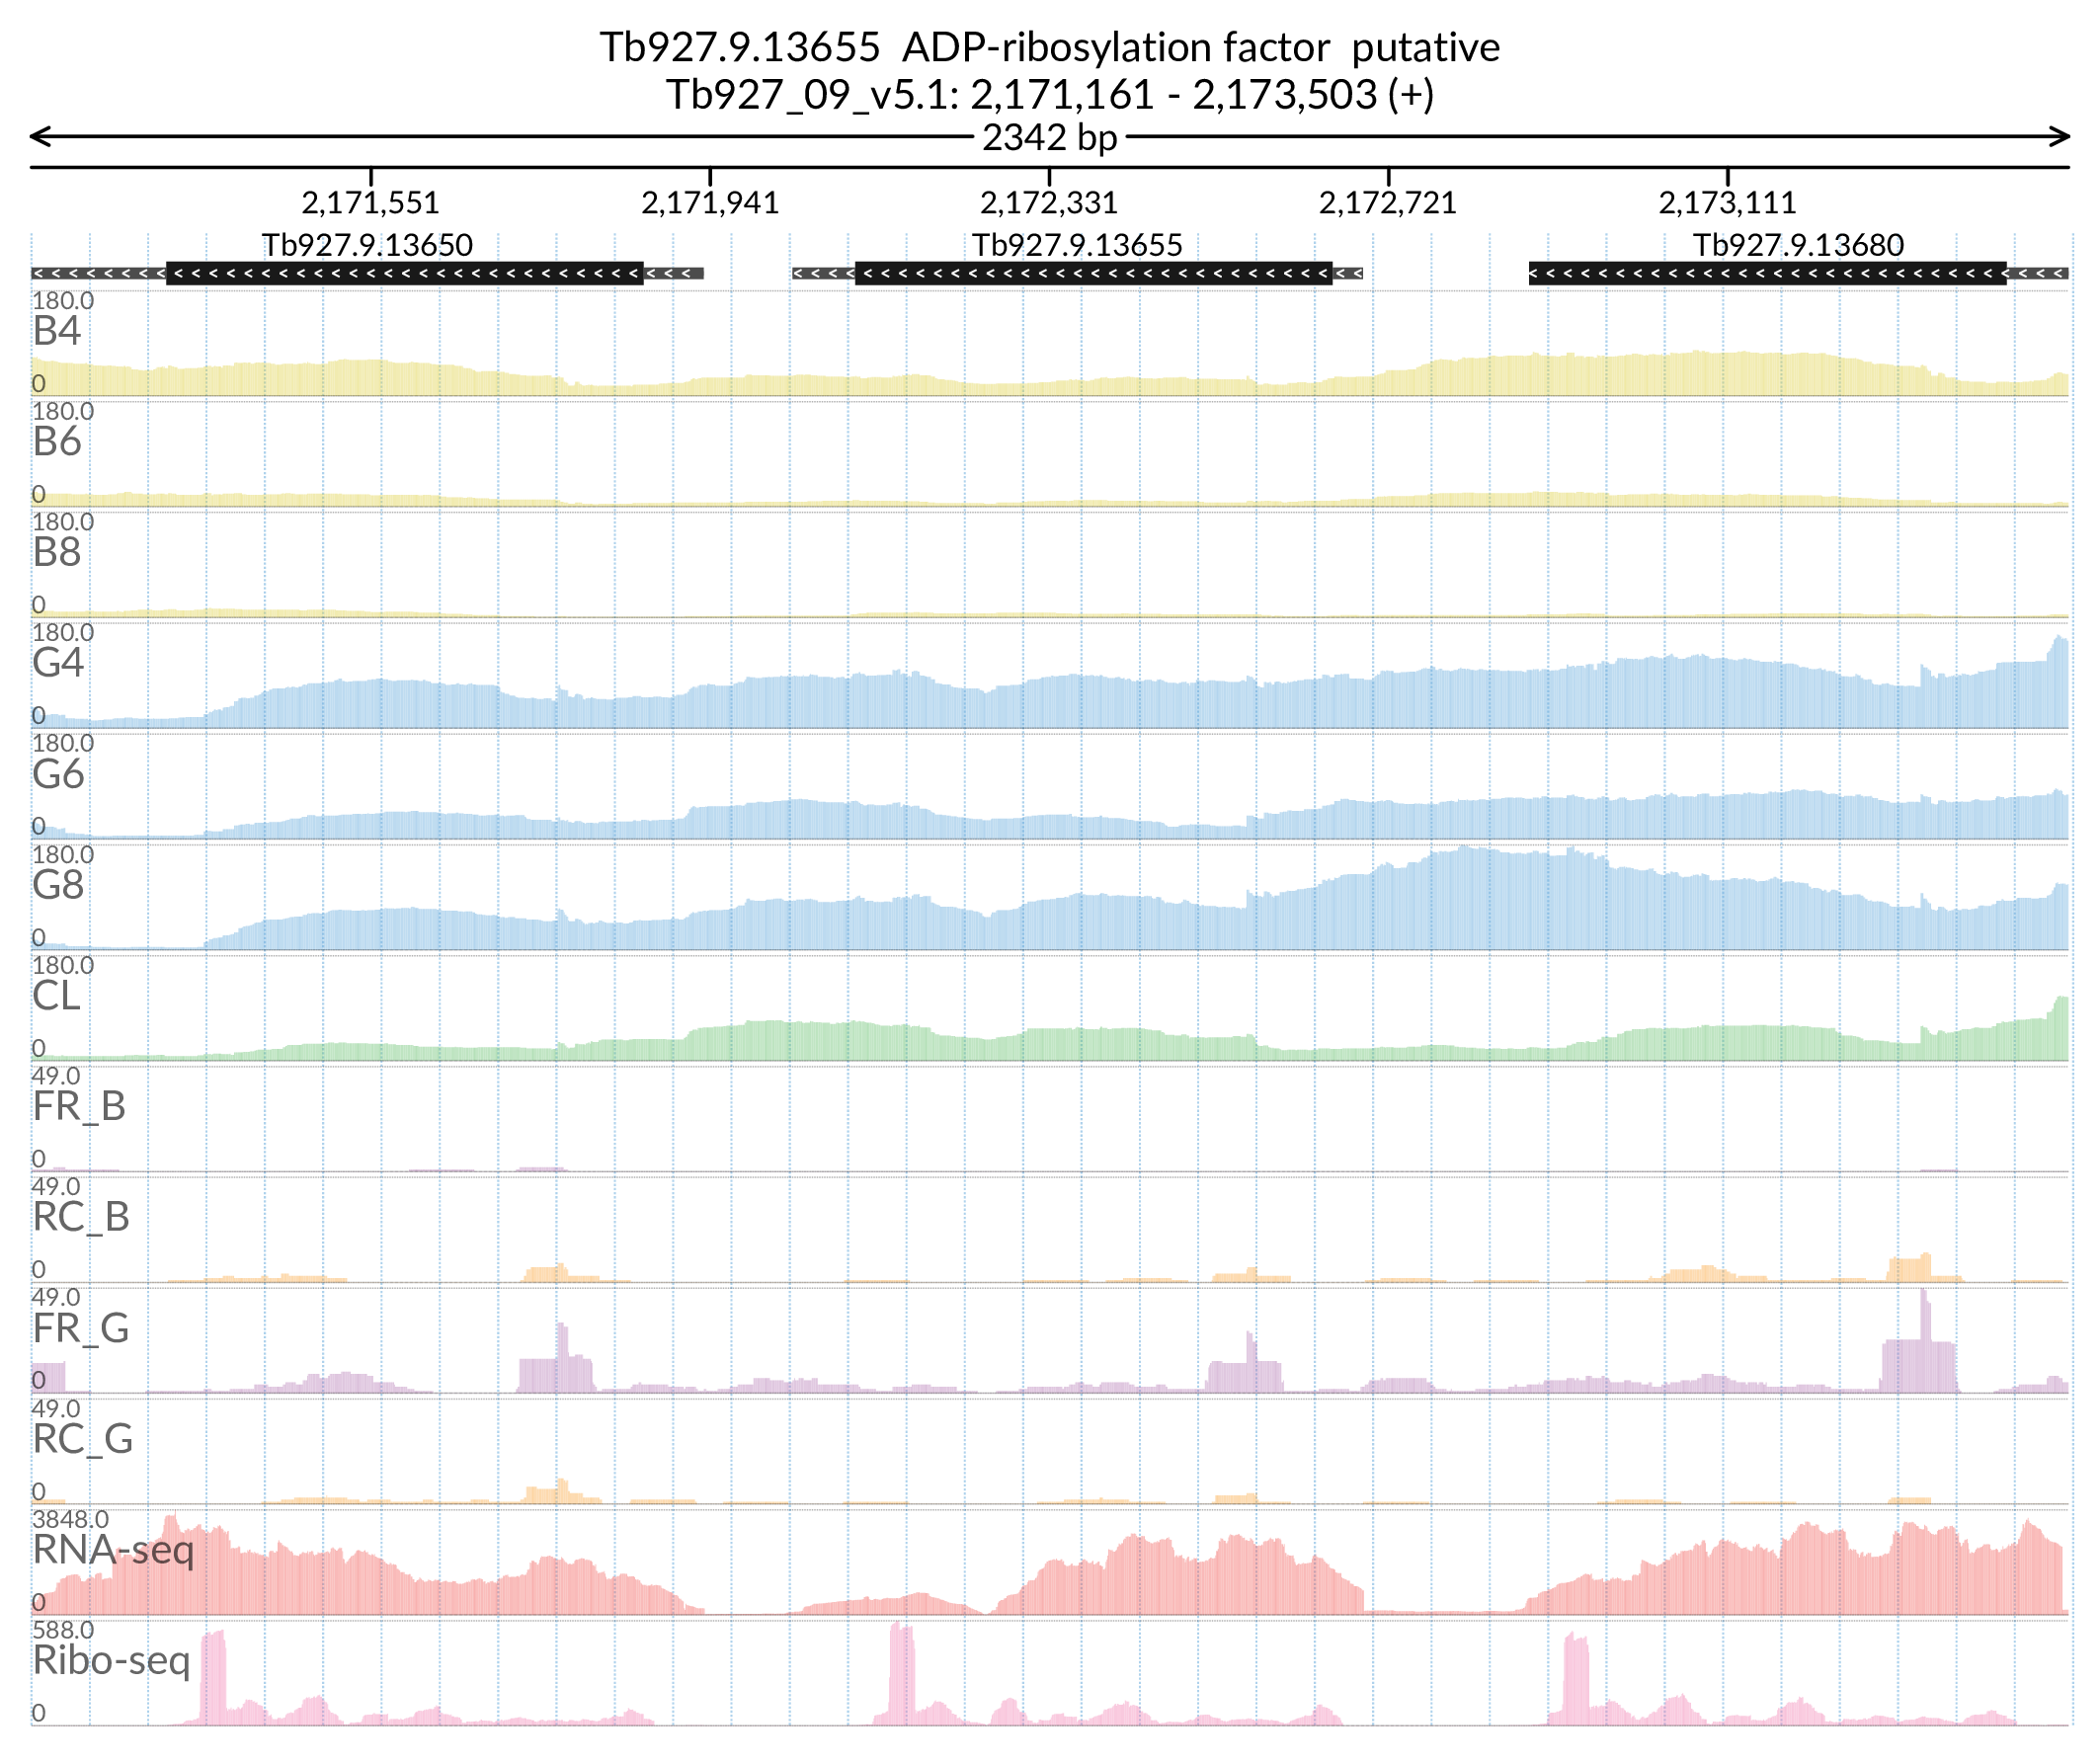 Tb927.9.13655 ADP-ribosylation factor putative
Tb927_09_v5.1: 2,171,161 - 2,173,503 (+)
2342 bp
2,171,551 2,171,941 2,172,331 2,172,721 2,173,111
Tb927.9.13650 Tb927.9.13655 Tb927.9.13680
180.0
B4
0
180.0
B6
0
180.0
B8
0
180.0
G4
0
180.0
G6
0
180.0
G8
0
180.0
CL
0
49.0
FR_B
0
49.0
RC_B
0
49.0
FR_G
0
49.0
RC_G
0
3848.0
RNA-seq
0
588.0
Ribo-seq
0